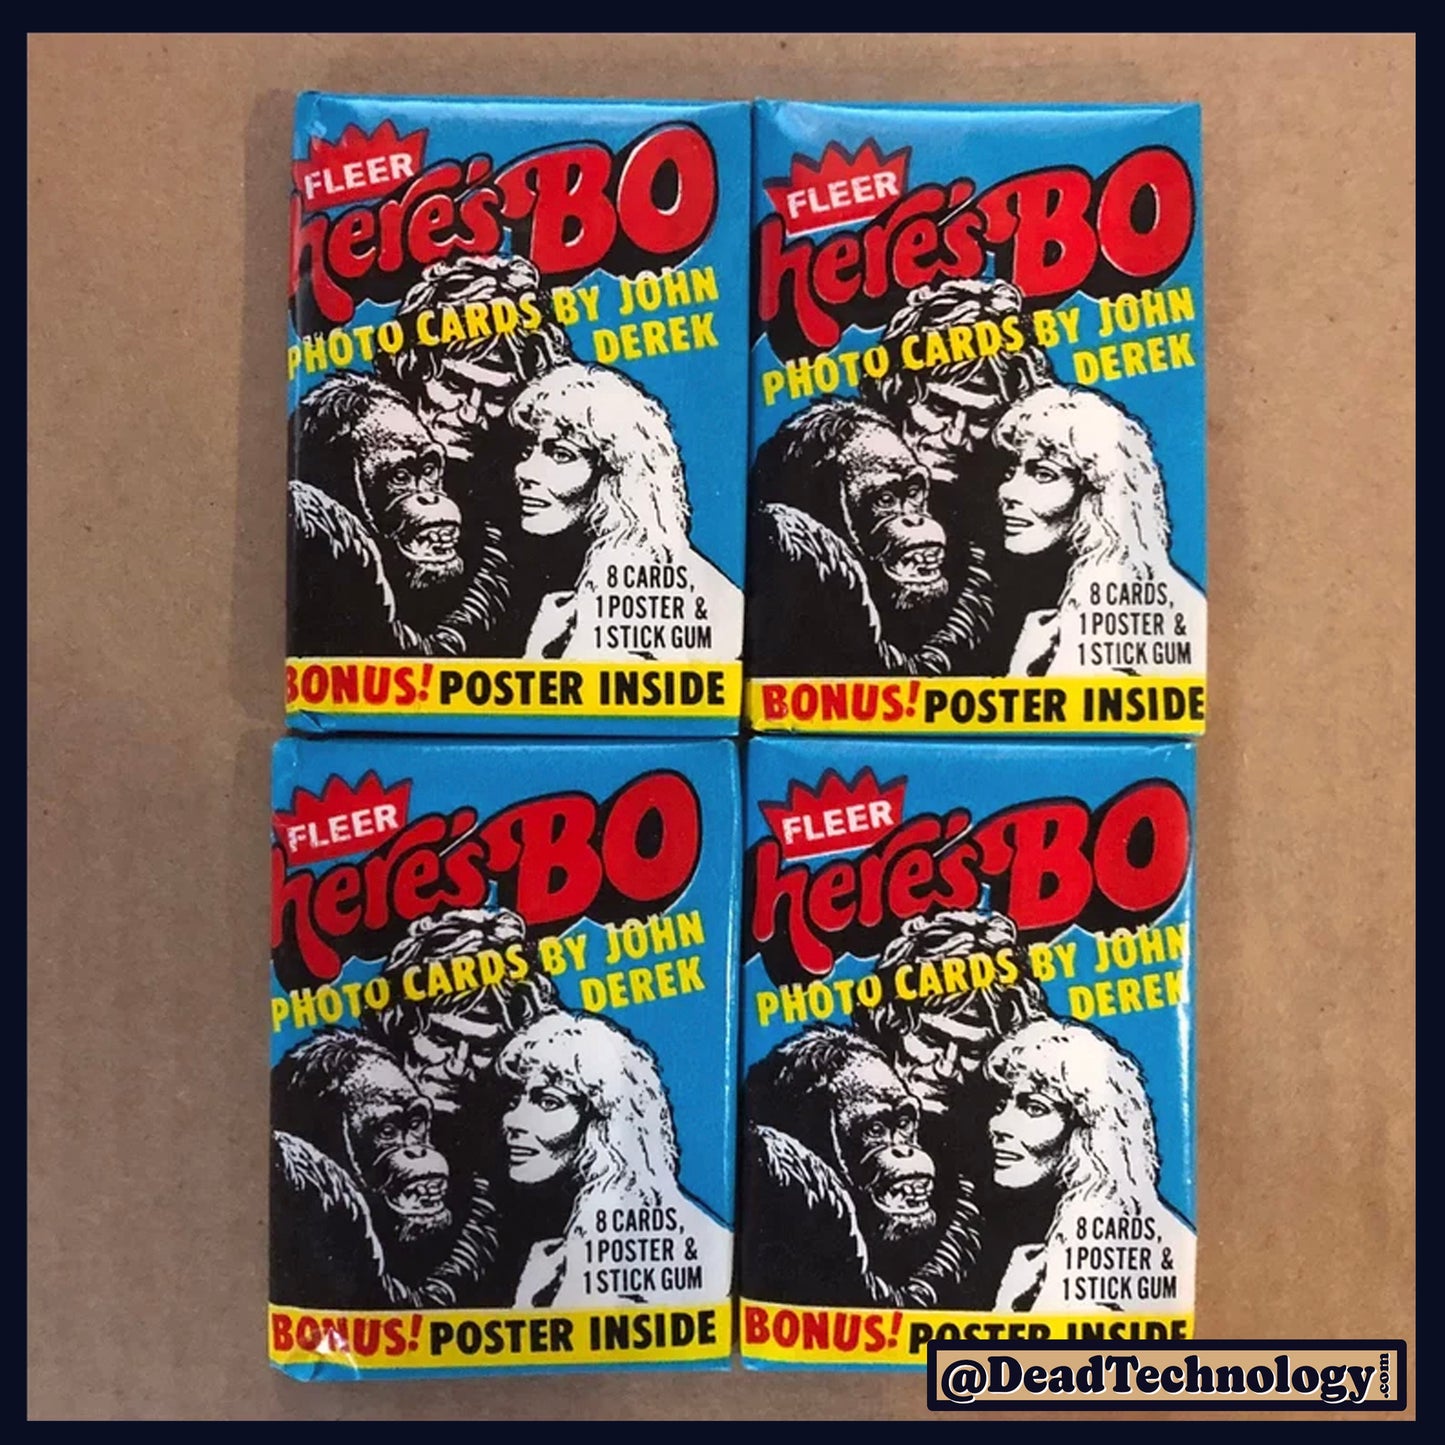 FLEER
here's BO
PHOTO CARDS BY JOHN
DEREK
8 CARDS,
1 POSTER &
1 STICK GUM
BONUS! POSTER INSIDE
FLEER
here's BO
PHOTO CARDS BY JOHN
DEREK
8 CARDS,
1 POSTER &
1 STICK GUM
BONUS! POSTER INSIDE
FLEER
here's BO
PHOTO CARDS BY JOHN
DEREK
8 CARDS,
1 POSTER &
1 STICK GUM
BONUS! POSTER INSIDE
FLEER
here's BO
PHOTO CARDS BY JOHN
DEREK
8 CARDS,
1 POSTER &
1 STICK GUM
BONUS! POSTER INSIDE
@DeadTechnology.com